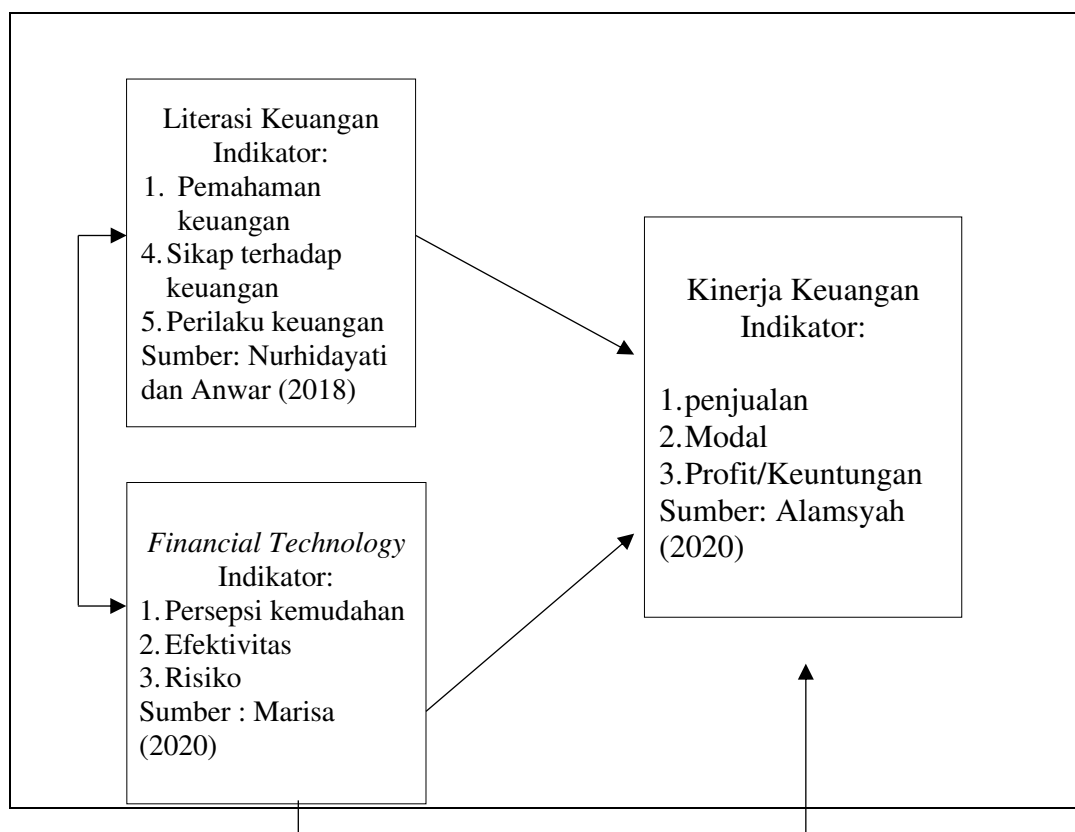 Literasi Keuangan
Indikator:
1. Pemahaman
keuangan
4. Sikap terhadap
keuangan
5. Perilaku keuangan
Sumber: Nurhidayati
dan Anwar (2018)
Financial Technology
Indikator:
1. Persepsi kemudahan
2. Efektivitas
3. Risiko
Sumber : Marisa
(2020)
Kinerja Keuangan
Indikator:
1. penjualan
2. Modal
3. Profit/Keuntungan
Sumber: Alamsyah
(2020)